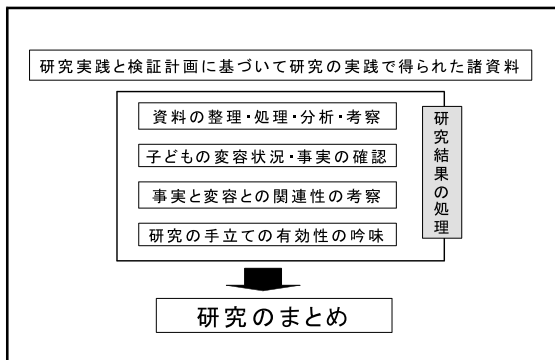 研究実践と検証計画に基づいて研究の実践で得られた諸資料
資料の整理・処理・分析・考察
子どもの変容状況・事実の確認
事実と変容との関連性の考察
研究の手立ての有効性の吟味
研究結果の処理
研究のまとめ